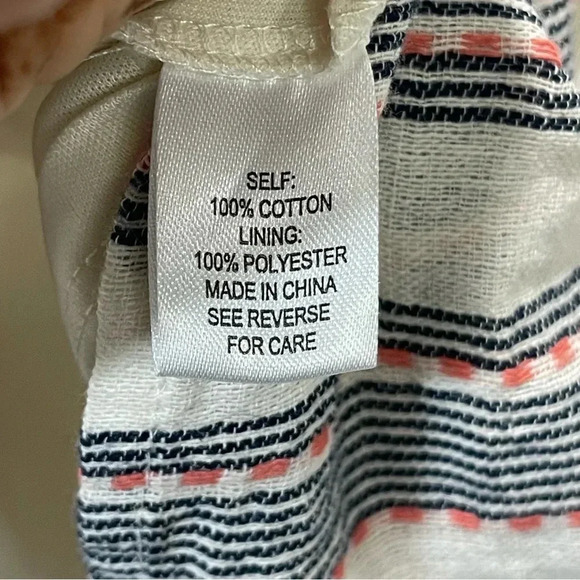 SELF:
100% COTTON
LINING:
100% POLYESTER
MADE IN CHINA
SEE REVERSE
FOR CARE